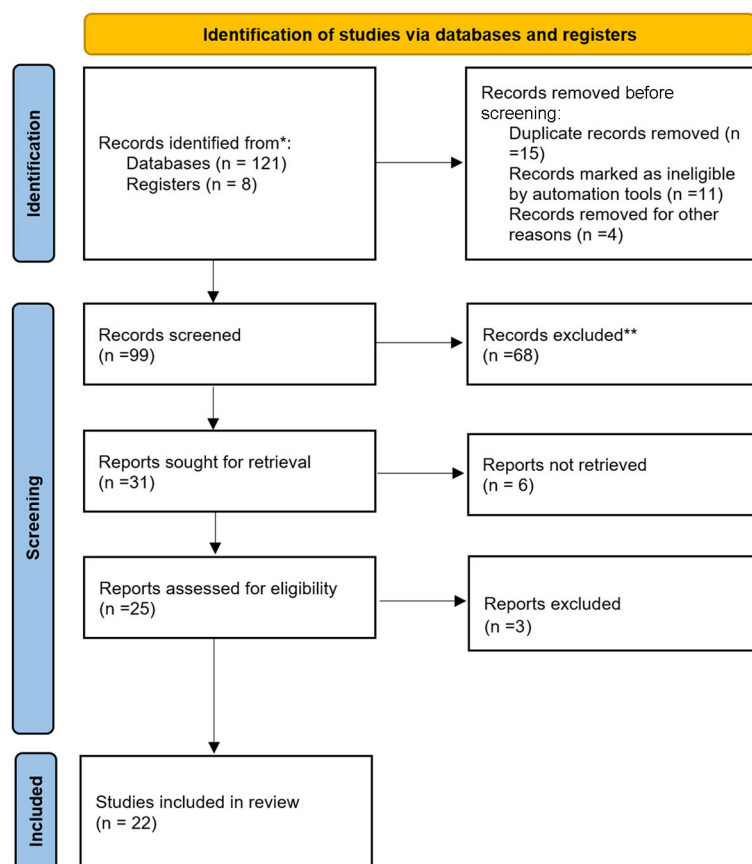 Identification of studies via databases and registers
Identification
Records identified from*:
Databases (n = 121)
Registers (n = 8)
Records removed before
screening:
Duplicate records removed (n
=15)
Records marked as ineligible
by automation tools (n =11)
Records removed for other
reasons (n =4)
Screening
Records screened
(n =99)
Records excluded**
(n =68)
Reports sought for retrieval
(n =31)
Reports not retrieved
(n = 6)
Reports assessed for eligibility
(n =25)
Reports excluded
(n =3)
Included
Studies included in review
(n = 22)